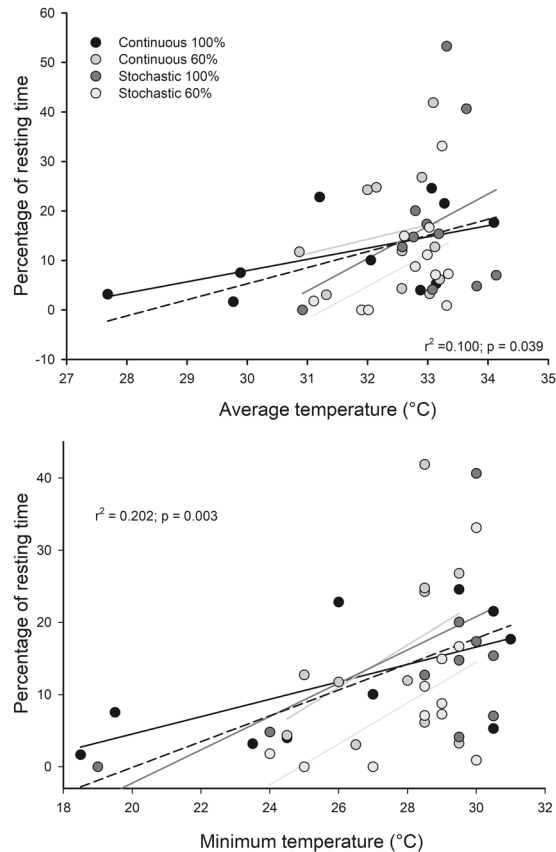 60
50
40
30
20
10
0
-10
Percentage of resting time
Continuous 100%
Continuous 60%
Stochastic 100%
Stochastic 60%
r² =0.100; p = 0.039
27 28 29 30 31 32 33 34 35
Average temperature (°C)
40
30
20
10
0
Percentage of resting time
r² = 0.202; p = 0.003
18 20 22 24 26 28 30 32
Minimum temperature (°C)